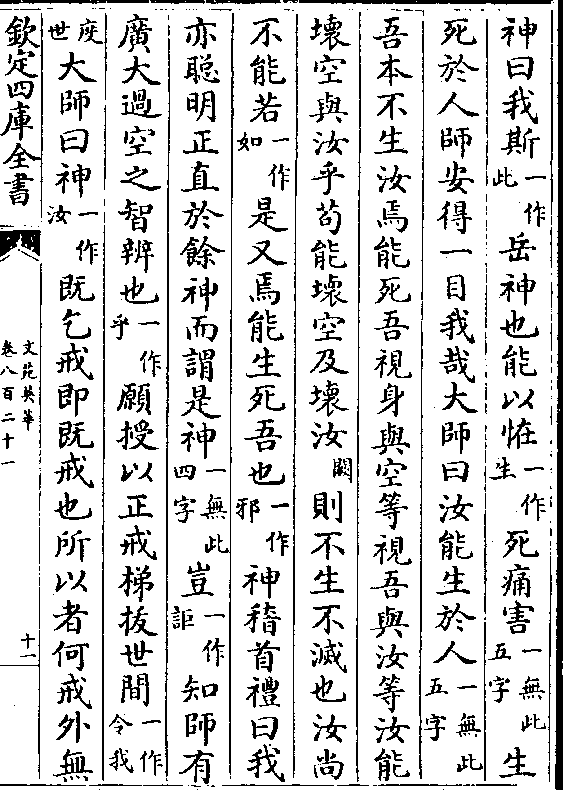 神曰我斯一作此岳神也能以怪一作生死痛害一無此五字生
死於人師安得一目我哉大師曰汝能生於人一無此五字
吾本不生汝焉能死吾視身與空等視吾與汝等汝能
壞空與汝乎茍能壞空及壞汝闕則不生不滅也汝尚
不能若一作如是又焉能生死吾也一作邪神稽首禮曰我
亦聰明正直於餘神而謂是神一無此四字豈一作詎知師有
廣大過空之智辨也一作乎願授以正戒梯拔世間一作令我
度世大師曰神一作汝既乞戒即既戒也所以者何戒外無
欽定四庫全書
文苑英華
卷八百二十一
十一